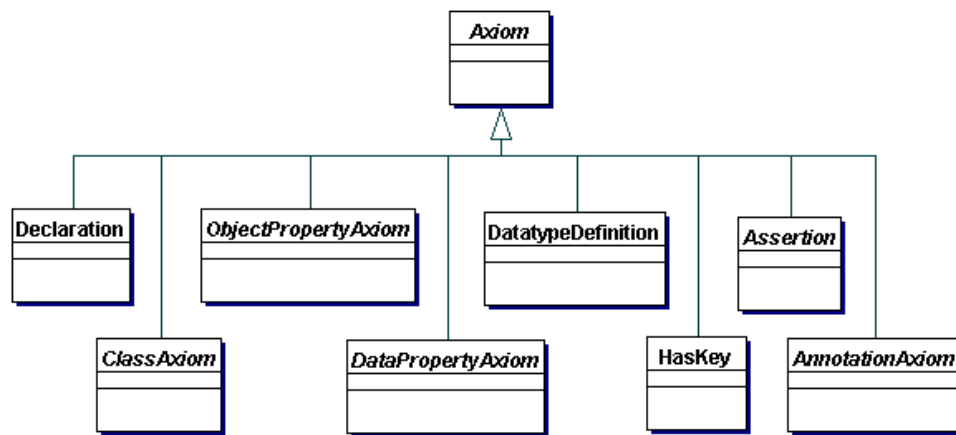 Axiom
Declaration
ObjectPropertyAxiom
DatatypeDefinition
Assertion
ClassAxiom
DataPropertyAxiom
HasKey
AnnotationAxiom